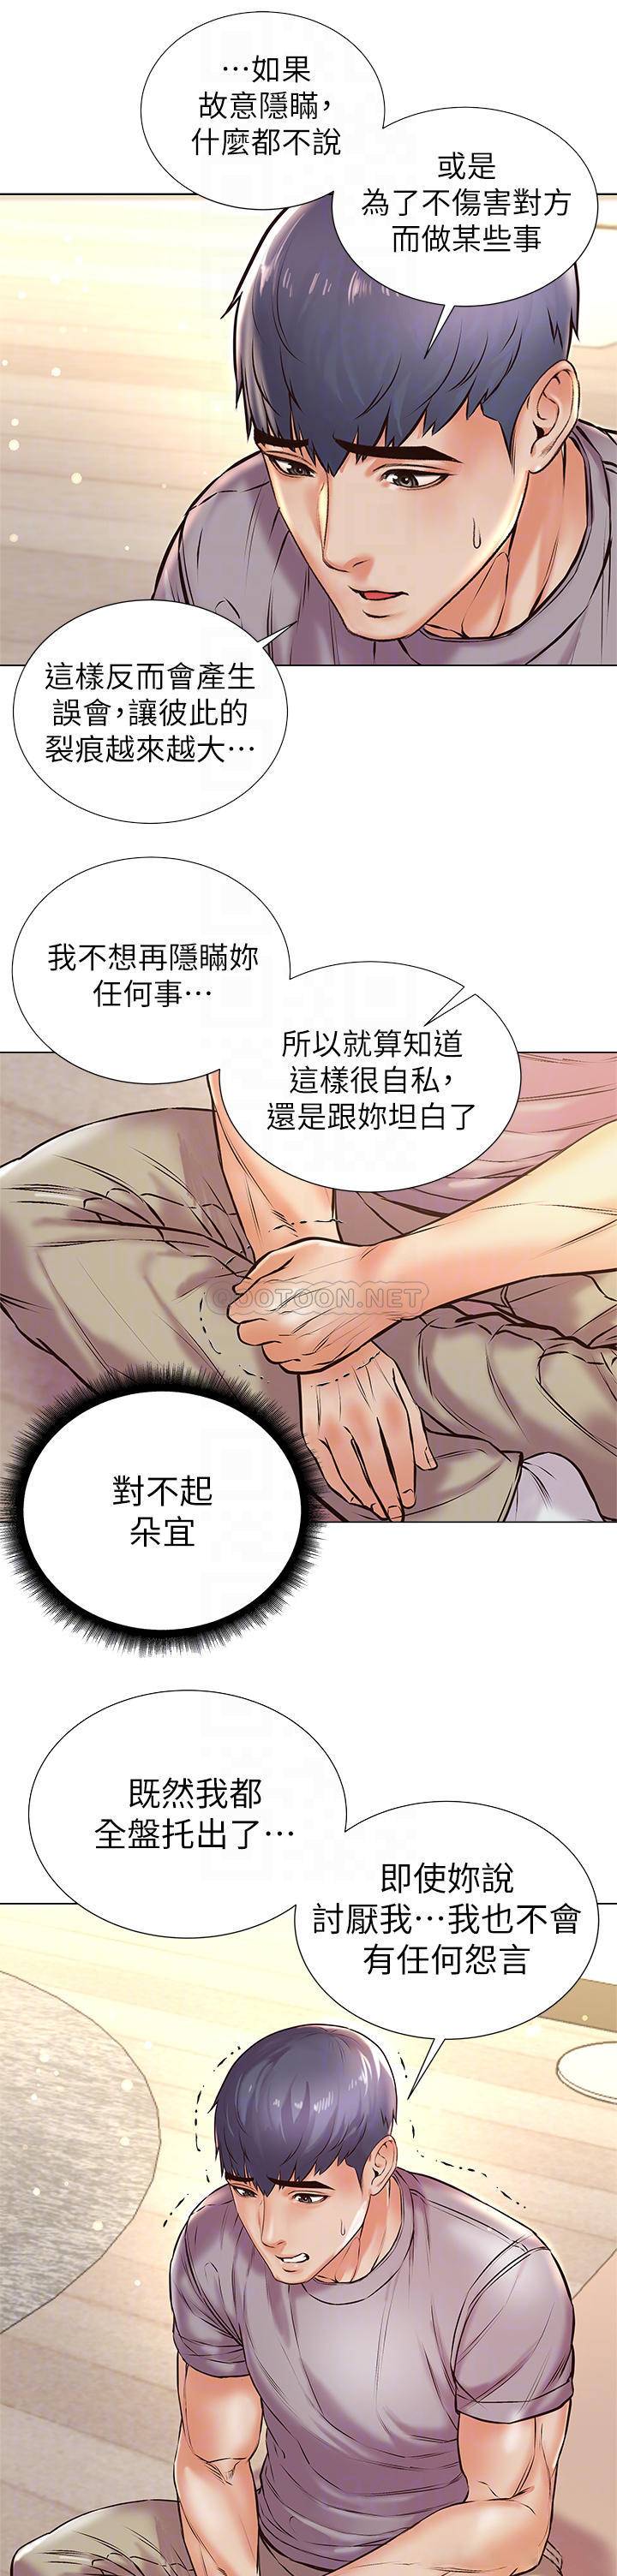 …如果
故意隱瞞，
什麼都不說
或是
為了不傷害對方
而做某些事
這樣反而會產生
誤會，讓彼此的
裂痕越來越大…
我不想再隱瞞妳
任何事…
所以就算知道
這樣很自私，
還是跟妳坦白了
對不起
朵宜
既然我都
全盤托出了…
即使妳說
討厭我…我也不會
有任何怨言